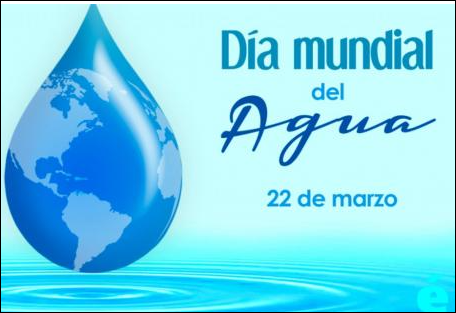 Día mundial
del
Agua
22 de marzo
é